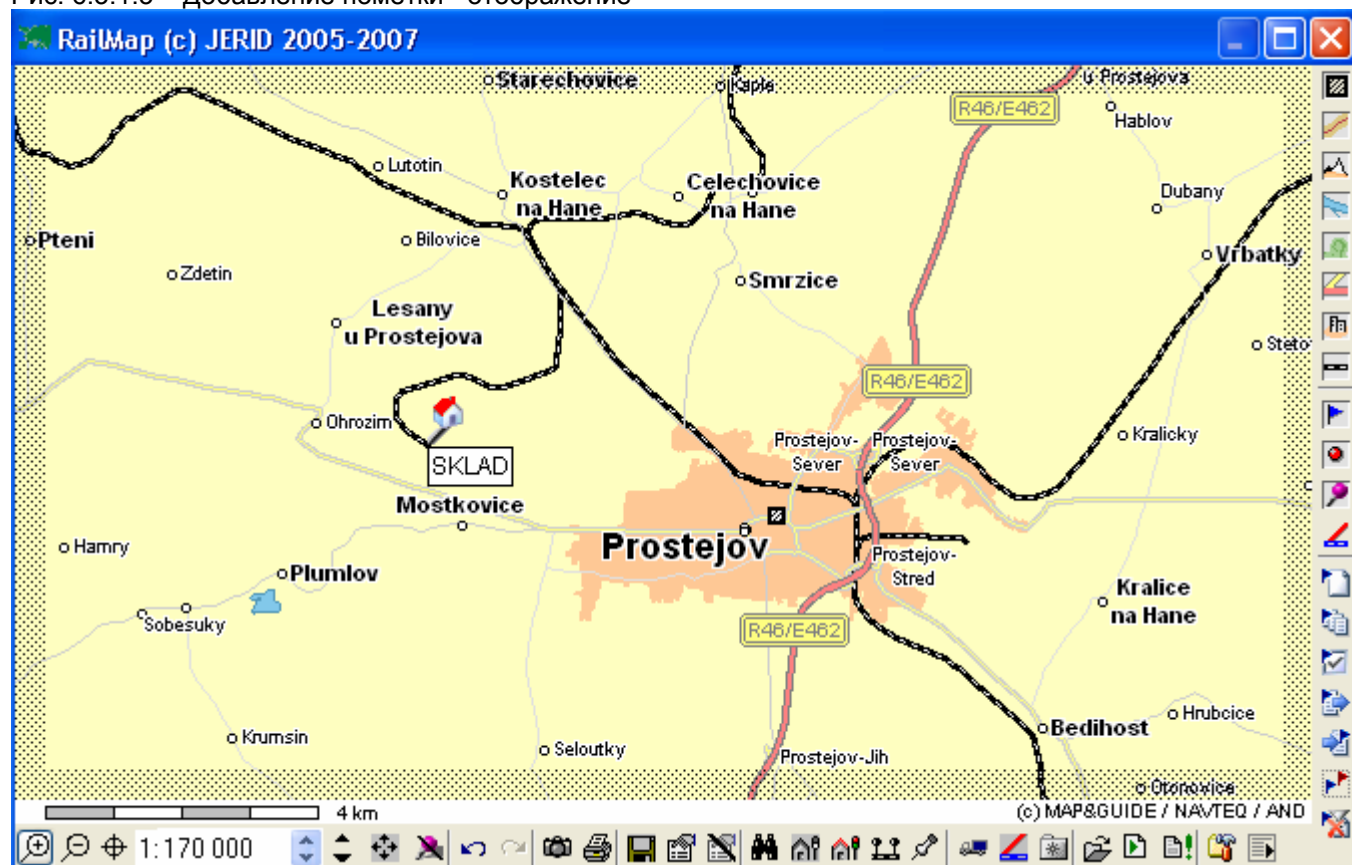 RailMap (c) JERID 2005-2007
Starechovice
Kaple
u Prostejova
R46/E462
Hablov
Lutotin
Kostelec
na Hane
Celechovice
na Hane
Dubany
Pteni
Bilovice
Vrbatky
Zdetin
Smrzice
Lesany
u Prostejova
Steto
R46/E462
Ohrozim
Prostejov-
Sever
Prostejov-
Sever
Kralicky
SKLAD
Mostkovice
Prostejov
Hamry
Prostejov-
Stred
Plumlov
Kralice
na Hane
Sobesuky
R46/E462
Krumsin
Seloutky
Prostejov-Jih
Bedihost
Hrubcice
Otonovice
4 km
(c) MAP&GUIDE / NAVTEQ / AND
1:170 000